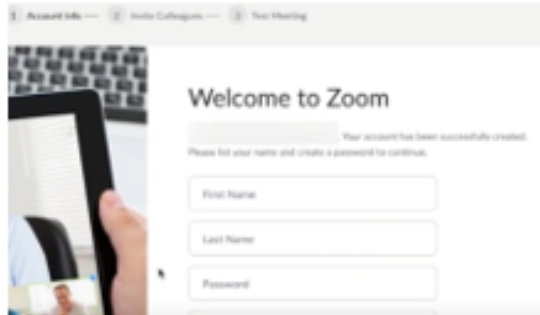 1 Account Info 2 Invite Colleagues 3 Test Meeting
Welcome to Zoom
Your account has been successfully created.
Please list your name and create a password to continue.
First Name
Last Name
Password